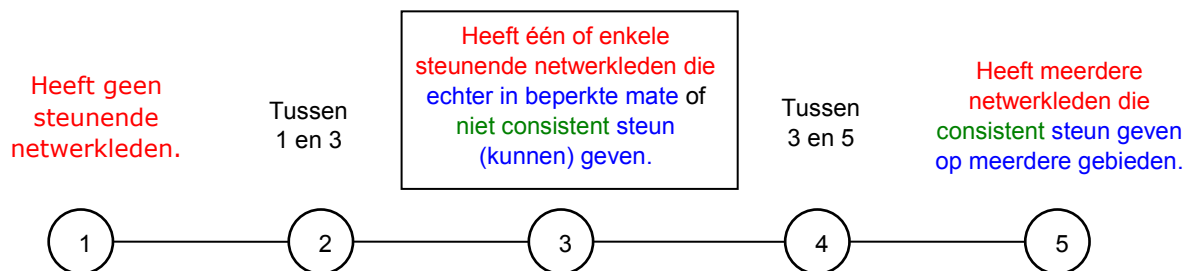 Heeft geen
steunende
netwerkleden.
Tussen
1 en 3
Heeft één of enkele
steunende netwerkleden die
echter in beperkte mate of
niet consistent steun
(kunnen) geven.
Tussen
3 en 5
Heeft meerdere
netwerkleden die
consistent steun geven
op meerdere gebieden.
1
2
3
4
5